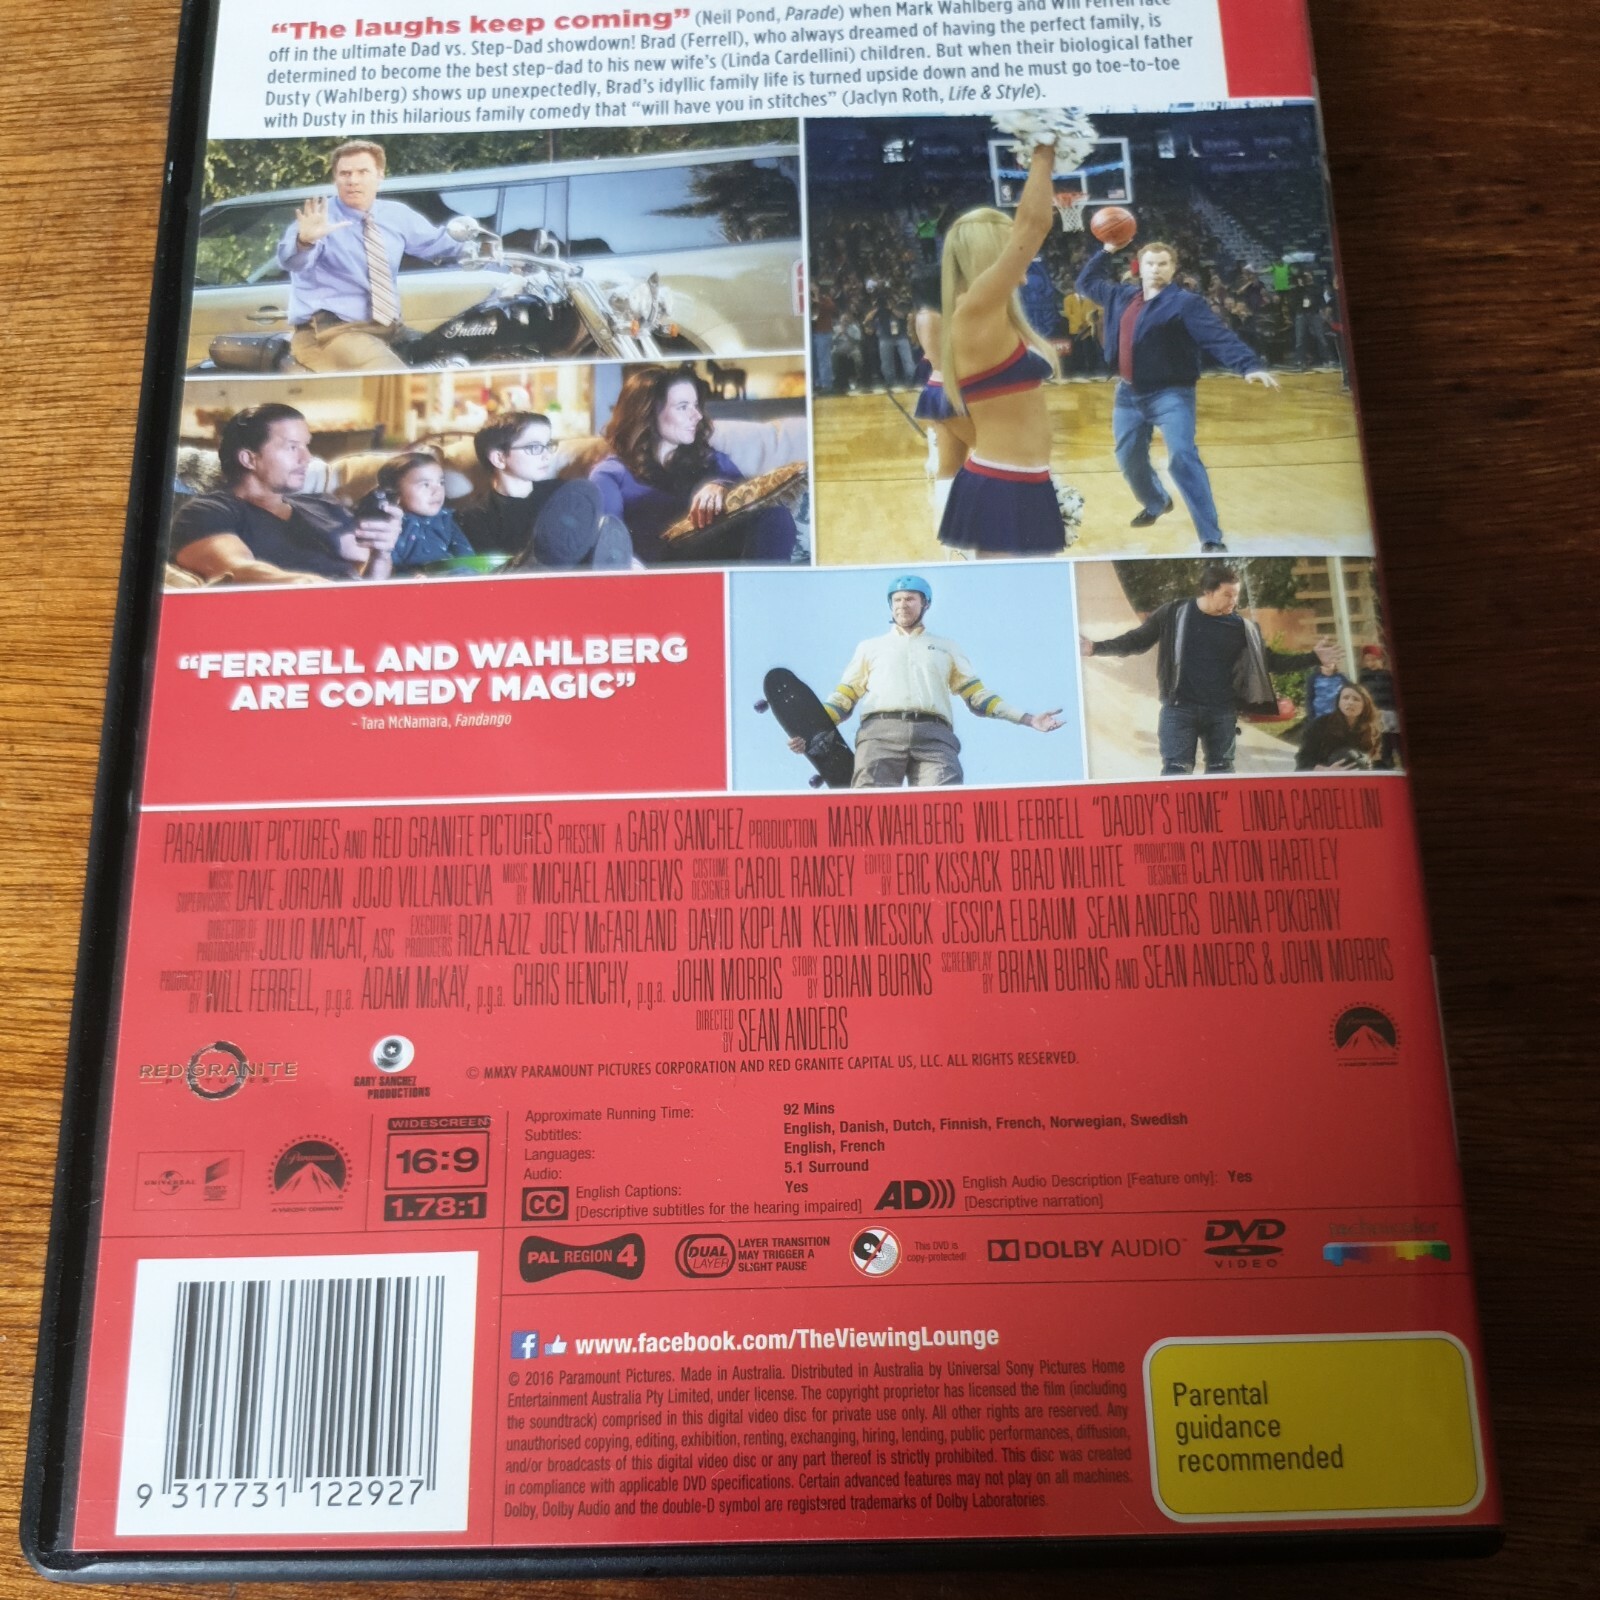 “The laughs keep coming” (Neil Pond, Parade) when Mark Wahlberg and Will Ferrell face
off in the ultimate Dad vs. Step-Dad showdown! Brad (Ferrell), who always dreamed of having the perfect family, is
determined to become the best step-dad to his new wife’s (Linda Cardellini) children. But when their biological father
Dusty (Wahlberg) shows up unexpectedly, Brad’s idyllic family life is turned upside down and he must go toe-to-toe
with Dusty in this hilarious family comedy that “will have you in stitches” (Jaclyn Roth, Life & Style).
HALFTIME SHOW
Indian
“FERRELL AND WAHLBERG
ARE COMEDY MAGIC”
- Tara McNamara, Fandango
PARAMOUNT PICTURES AND RED GRANITE PICTURES PRESENT A GARY SANCHEZ PRODUCTION MARK WAHLBERG WILL FERRELL “DADDY’S HOME” LINDA CARDELLINI
MUSIC SUPERVISORS DAVE JORDAN JOJO VILLANUEVA MUSIC BY MICHAEL ANDREWS COSTUME DESIGNER CAROL RAMSEY EDITED BY ERIC KISSACK BRAD WILHITE PRODUCTION DESIGNER CLAYTON HARTLEY
DIRECTOR OF PHOTOGRAPHY JULIO MACAT, ASC EXECUTIVE PRODUCERS RIZA AZIZ JOEY McFARLAND DAVID KOPLAN KEVIN MESSICK JESSICA ELBAUM SEAN ANDERS DIANA POKORNY
PRODUCED BY WILL FERRELL, p.g.a. ADAM McKAY, p.g.a. CHRIS HENCHY, p.g.a. JOHN MORRIS STORY BY BRIAN BURNS SCREENPLAY BY BRIAN BURNS AND SEAN ANDERS & JOHN MORRIS
DIRECTED BY SEAN ANDERS
RED GRANITE
PICTURES
GARY SANCHEZ
PRODUCTIONS
© MMXV PARAMOUNT PICTURES CORPORATION AND RED GRANITE CAPITAL US, LLC. ALL RIGHTS RESERVED.
Paramount
A VIACOM COMPANY
UNIVERSAL
SONY
Paramount
A VIACOM COMPANY
WIDESCREEN
16:9
1.78:1
Approximate Running Time: 92 Mins
Subtitles: English, Danish, Dutch, Finnish, French, Norwegian, Swedish
Languages: English, French
Audio: 5.1 Surround
CC English Captions: Yes
[Descriptive subtitles for the hearing impaired]
AD))) English Audio Description [Feature only]: Yes
[Descriptive narration]
PAL REGION 4
DUAL LAYER
LAYER TRANSITION
MAY TRIGGER A
SLIGHT PAUSE
This DVD is
copy-protected!
DOLBY AUDIO™
DVD
VIDEO
technicolor
f www.facebook.com/TheViewingLounge
© 2016 Paramount Pictures. Made in Australia. Distributed in Australia by Universal Sony Pictures Home
Entertainment Australia Pty Limited, under license. The copyright proprietor has licensed the film (including
the soundtrack) comprised in this digital video disc for private use only. All other rights are reserved. Any
unauthorised copying, editing, exhibition, renting, exchanging, hiring, lending, public performances, diffusion,
and/or broadcasts of this digital video disc or any part thereof is strictly prohibited. This disc was created
in compliance with applicable DVD specifications. Certain advanced features may not play on all machines.
Dolby, Dolby Audio and the double-D symbol are registered trademarks of Dolby Laboratories.
Parental
guidance
recommended
9 317731 122927